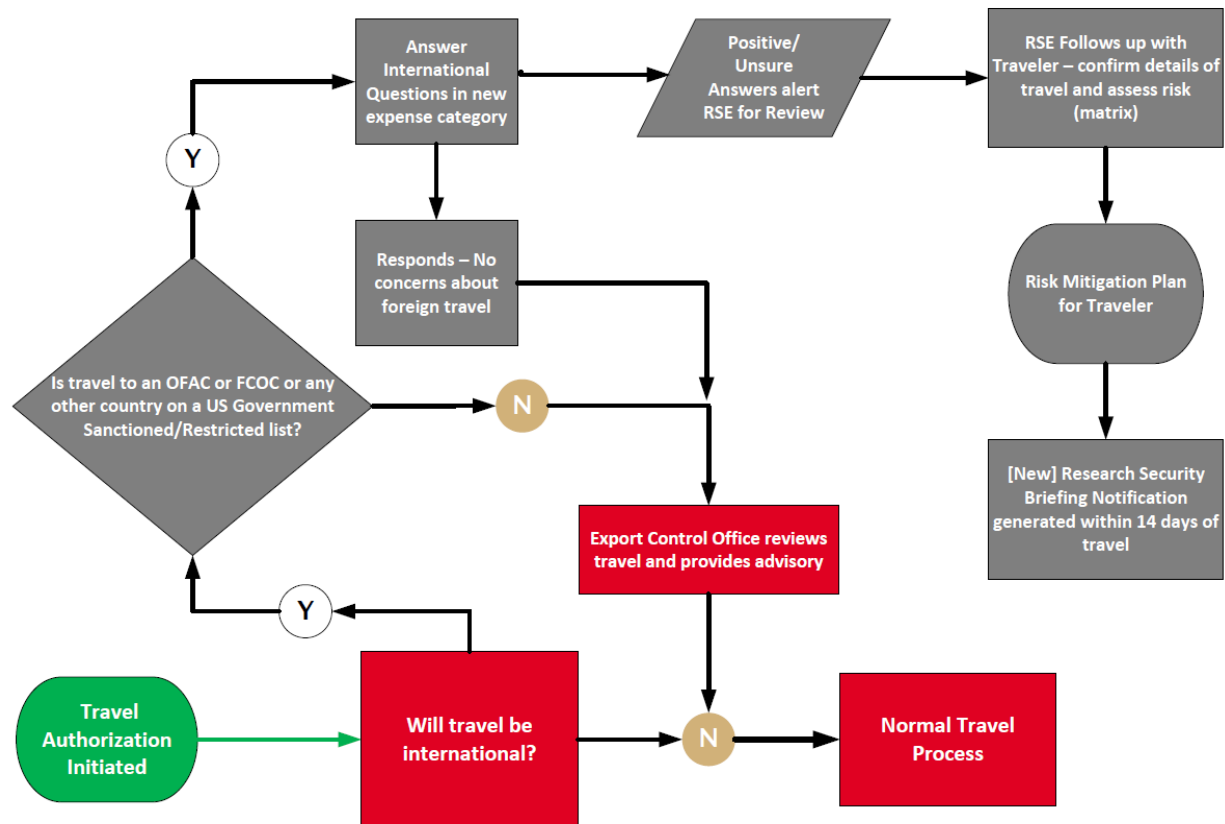 Answer
International
Questions in new
expense category
Positive/
Unsure
Answers alert
RSE for Review
RSE Follows up with
Traveler – confirm details
of travel and assess risk
(matrix)
Y
Responds – No
concerns about
foreign travel
Risk Mitigation Plan
for Traveler
Is travel to an OFAC or FCOC or any
other country on a US Government
Sanctioned/Restricted list?
N
[New] Research Security
Briefing Notification
generated within 14 days of
travel
Export Control Office reviews
travel and provides advisory
Y
Travel
Authorization
Initiated
Will travel be
international?
N
Normal Travel
Process